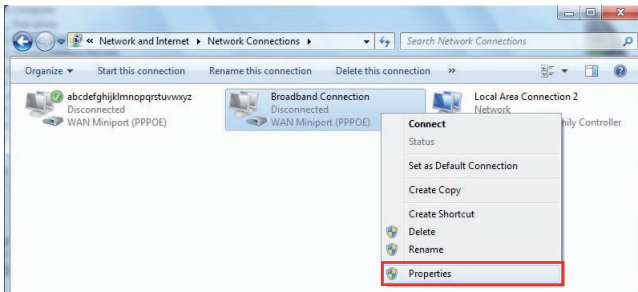 « Network and Internet ▸ Network Connections ▸
Search Network Connections
Organize ▾ Start this connection Rename this connection Delete this connection »
abcdefghijklmnopqrstuvwxyz
Disconnected
WAN Miniport (PPPOE)
Broadband Connection
Disconnected
WAN Miniport (PPPOE)
Local Area Connection 2
Network
Controller
Connect
Status
Set as Default Connection
Create Copy
Create Shortcut
Delete
Rename
Properties